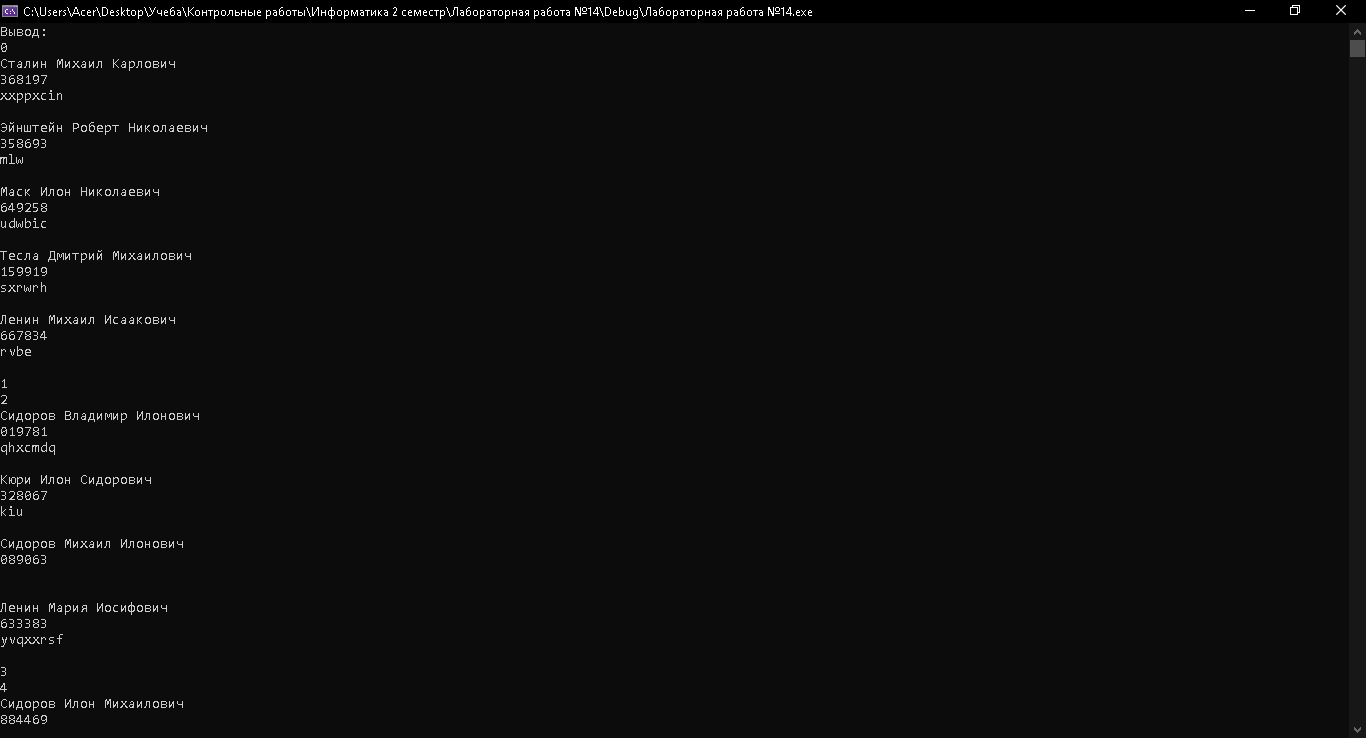 C:\Users\Acer\Desktop\Учеба\Контрольные работы\Информатика 2 семестр\Лабораторная работа №14\Debug\Лабораторная работа №14.exe
Вывод:
0
Сталин Михаил Карлович
368197
xxppxcin
Эйнштейн Роберт Николаевич
358693
mlw
Маск Илон Николаевич
649258
udwbic
Тесла Дмитрий Михаилович
159919
sxrwrh
Ленин Михаил Исаакович
667834
rvbe
1
2
Сидоров Владимир Илонович
019781
qhxcmdq
Кюри Илон Сидорович
328067
kiu
Сидоров Михаил Илонович
089063
Ленин Мария Иосифович
633383
yvqxxrsf
3
4
Сидоров Илон Михаилович
884469